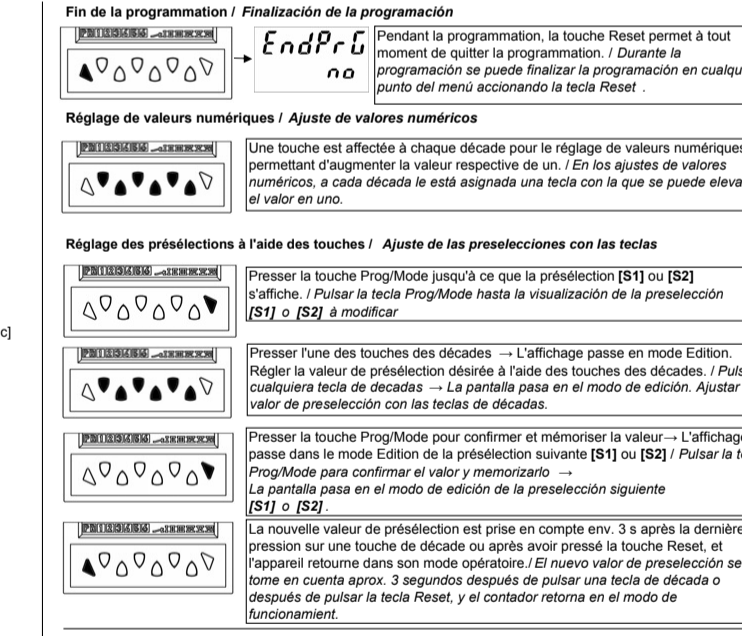 Fin de la programmation / Finalización de la programación
EndPrG
no
Pendant la programmation, la touche Reset permet à tout
moment de quitter la programmation. / Durante la
programación se puede finalizar la programación en cualqu
punto del menú accionando la tecla Reset .
Réglage de valeurs numériques / Ajuste de valores numéricos
Une touche est affectée à chaque décade pour le réglage de valeurs numériques
permettant d'augmenter la valeur respective de un. / En los ajustes de valores
numéricos, a cada década le está asignada una tecla con la que se puede eleva
el valor en uno.
Réglage des présélections à l'aide des touches / Ajuste de las preselecciones con las teclas
Presser la touche Prog/Mode jusqu'à ce que la présélection [S1] ou [S2]
s'affiche. / Pulsar la tecla Prog/Mode hasta la visualización de la preselección
[S1] o [S2] à modificar
c]
Presser l'une des touches des décades → L'affichage passe en mode Edition.
Régler la valeur de présélection désirée à l'aide des touches des décades. / Puls
cualquiera tecla de decadas → La pantalla pasa en el modo de edición. Ajustar
valor de preselección con las teclas de décadas.
Presser la touche Prog/Mode pour confirmer et mémoriser la valeur→ L'affichage
passe dans le mode Edition de la présélection suivante [S1] ou [S2] / Pulsar la t
Prog/Mode para confirmar el valor y memorizarlo →
La pantalla pasa en el modo de edición de la preselección siguiente
[S1] o [S2] .
La nouvelle valeur de présélection est prise en compte env. 3 s après la dernière
pression sur une touche de décade ou après avoir pressé la touche Reset, et
l'appareil retourne dans son mode opératoire./ El nuevo valor de preselección se
tome en cuenta aprox. 3 segundos después de pulsar una tecla de década o
después de pulsar la tecla Reset, y el contador retorna en el modo de
funcionamient.